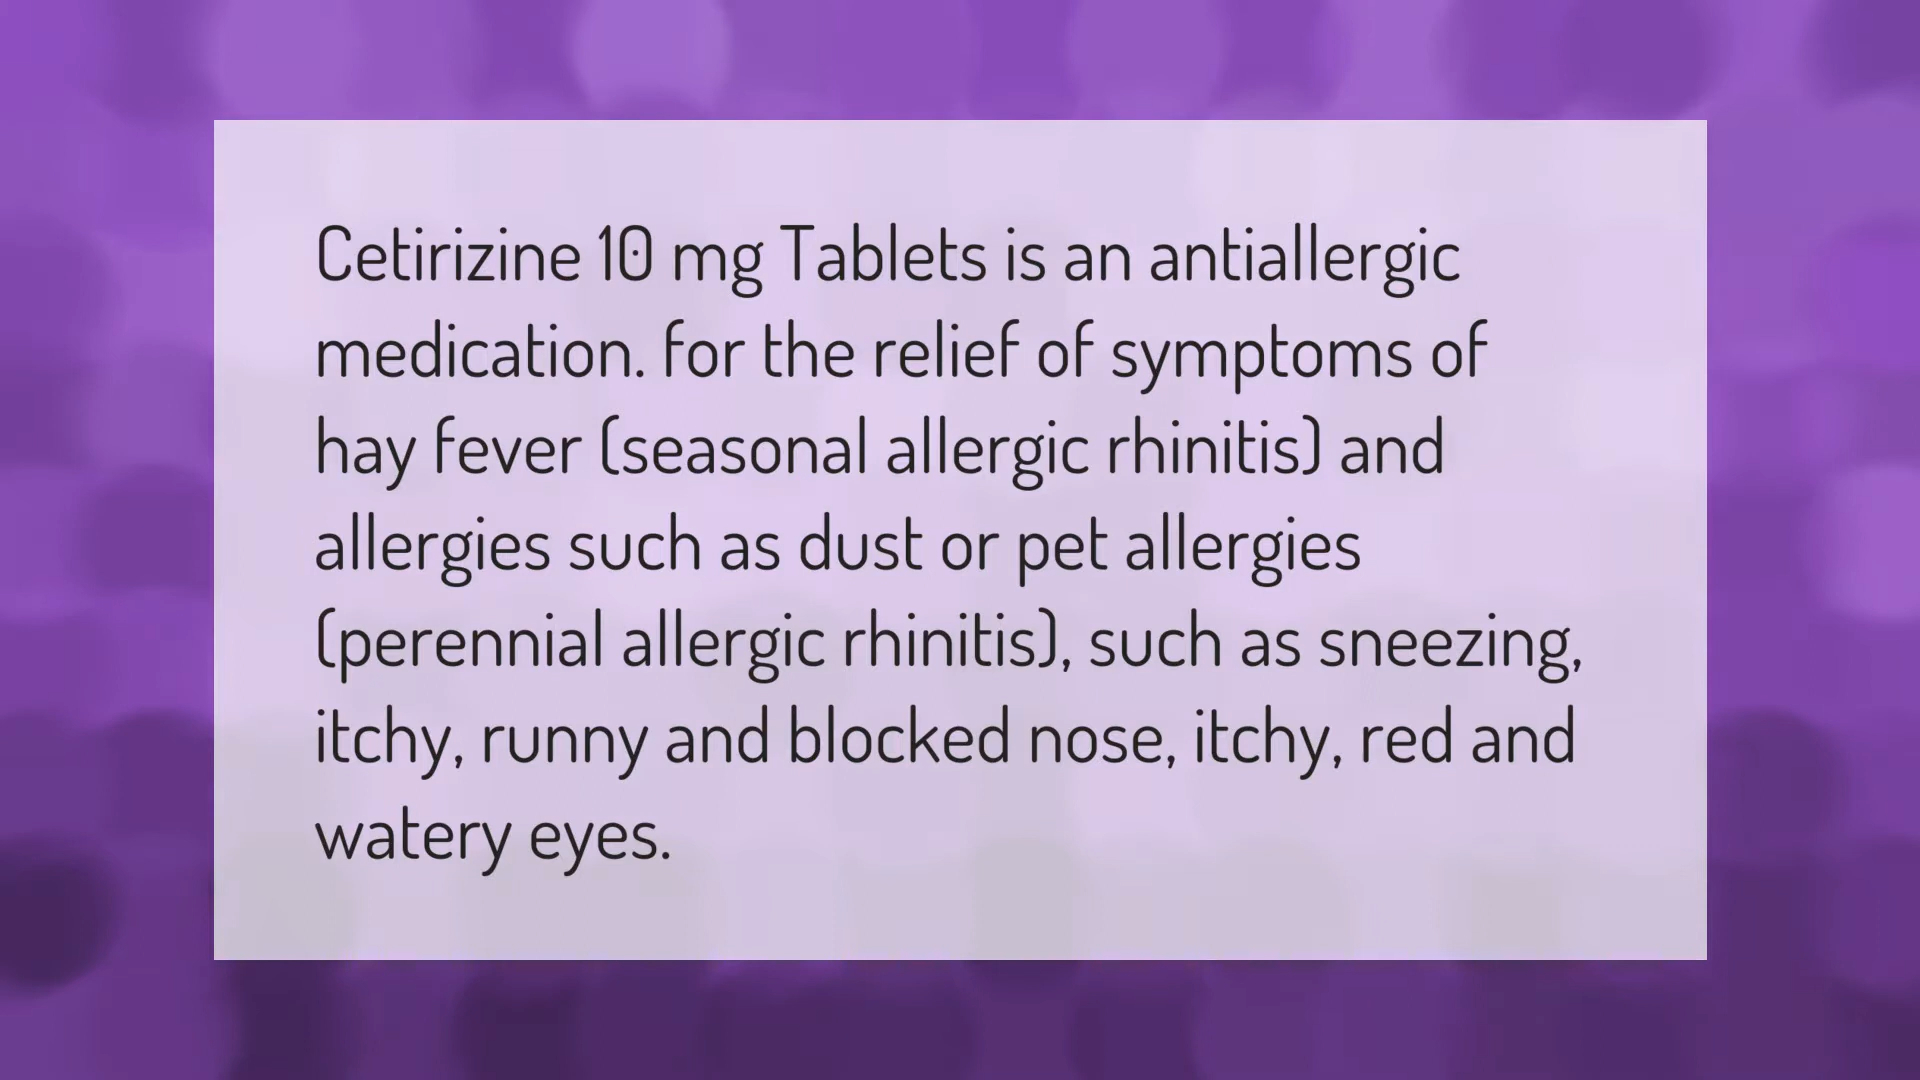 Cetirizine 10 mg Tablets is an antiallergic
medication. for the relief of symptoms of
hay fever (seasonal allergic rhinitis) and
allergies such as dust or pet allergies
(perennial allergic rhinitis), such as sneezing,
itchy, runny and blocked nose, itchy, red and
watery eyes.